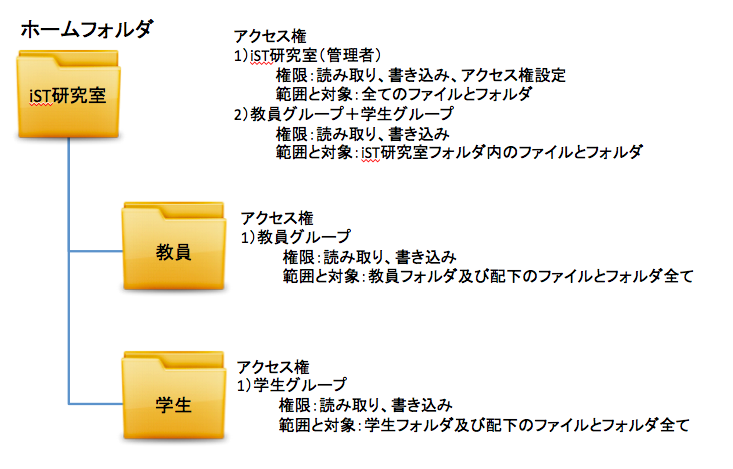 ホームフォルダ
iST研究室
アクセス権
1)iST研究室(管理者)
権限:読み取り、書き込み、アクセス権設定
範囲と対象:全てのファイルとフォルダ
2)教員グループ+学生グループ
権限:読み取り、書き込み
範囲と対象:iST研究室フォルダ内のファイルとフォルダ
教員
アクセス権
1)教員グループ
権限:読み取り、書き込み
範囲と対象:教員フォルダ及び配下のファイルとフォルダ全て
学生
アクセス権
1)学生グループ
権限:読み取り、書き込み
範囲と対象:学生フォルダ及び配下のファイルとフォルダ全て